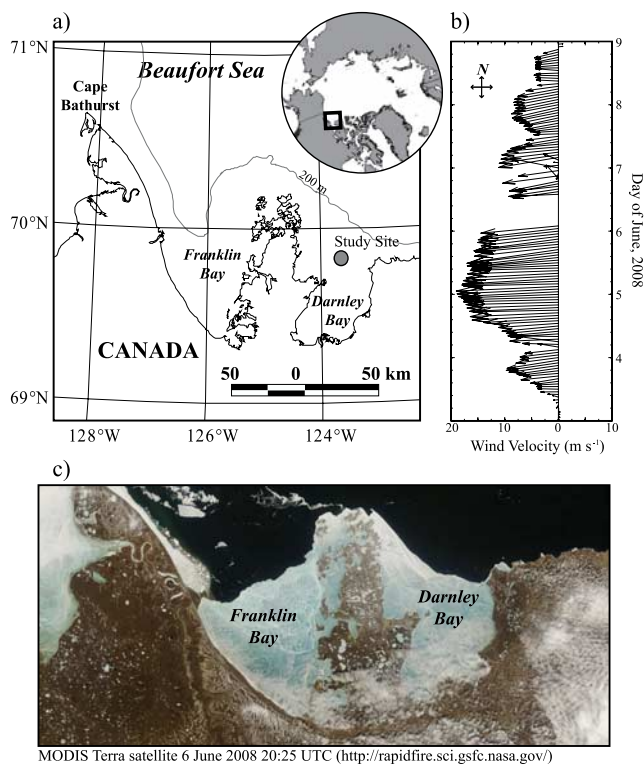 a)
71°N
Beaufort Sea
Cape
Bathurst
200 m
70°N
Study Site
Franklin
Bay
Darnley
Bay
CANADA
50 0 50 km
69°N
128°W 126°W 124°W
b)
N
9
8
7
6
5
4
Day of June, 2008
20 10 0 10
Wind Velocity (m s⁻¹)
c)
Franklin
Bay
Darnley
Bay
MODIS Terra satellite 6 June 2008 20:25 UTC (http://rapidfire.sci.gsfc.nasa.gov/)